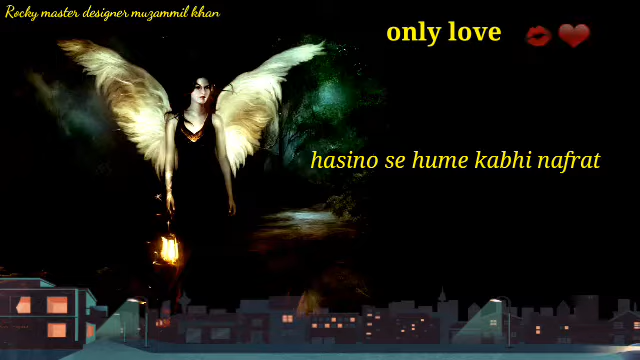 Rocky master designer muzammil khan
only love 💋❤
hasino se hume kabhi nafrat